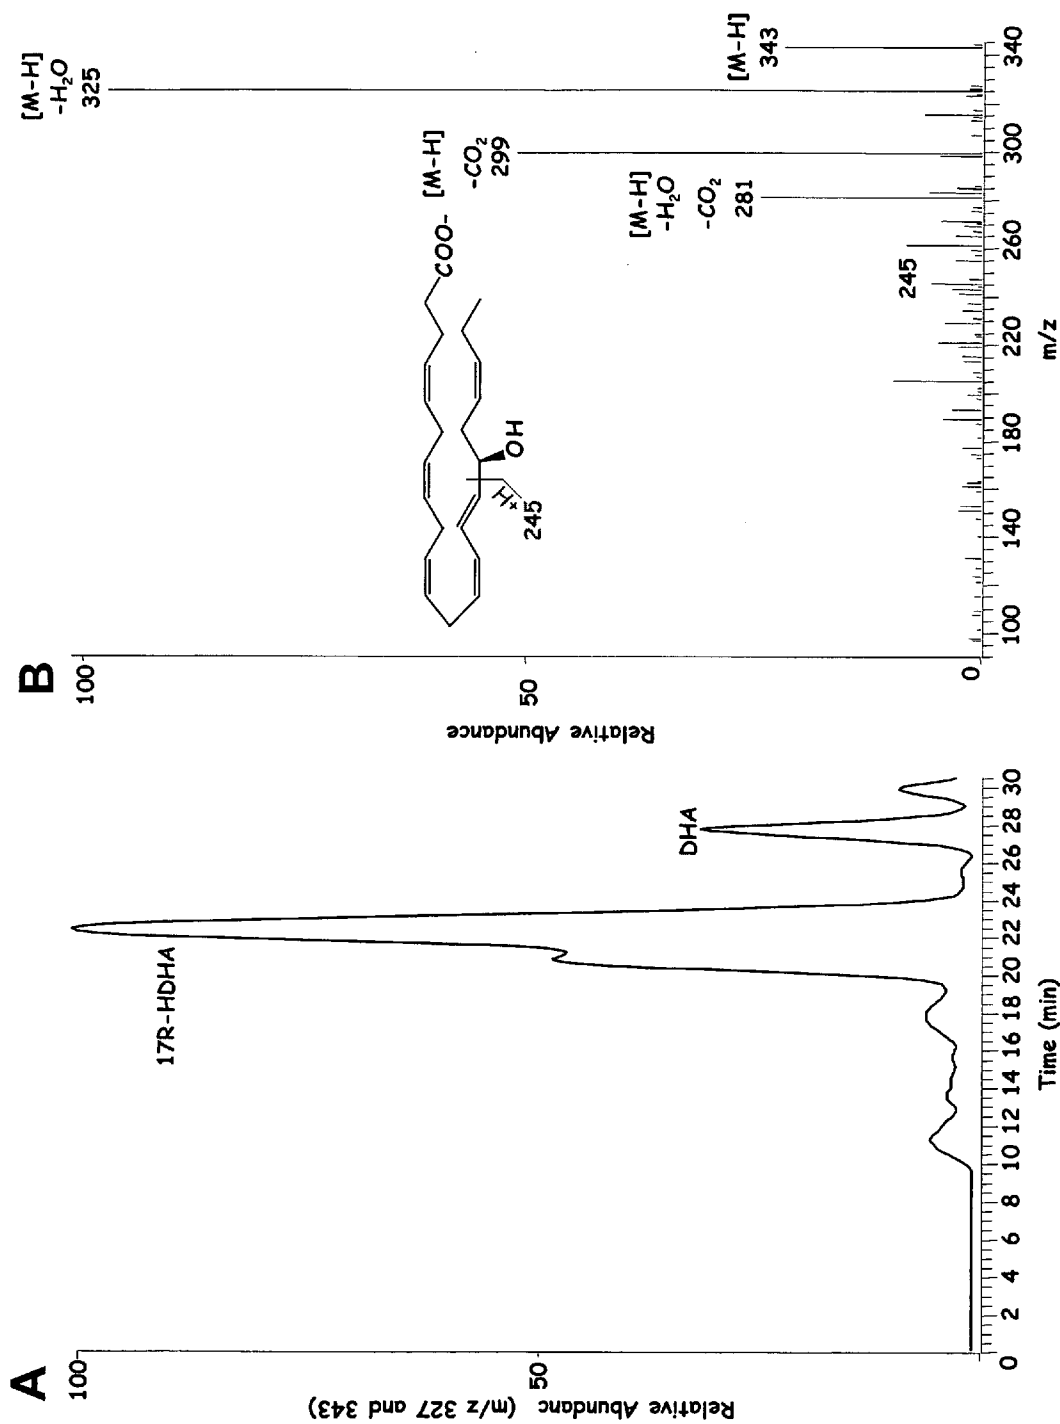 A
Relative Abundanc (m/z 327 and 343)
100
50
17R-HDHA
DHA
0 2 4 6 8 10 12 14 16 18 20 22 24 26 28 30
Time (min)
B
Relative Abundance
100
50
0
[M-H]
-H2O
325
[M-H]
-CO2
299
[M-H]
-H2O
-CO2
281
245
[M-H]
343
COO-
OH
H+
245
100 140 180 220 260 300 340
m/z